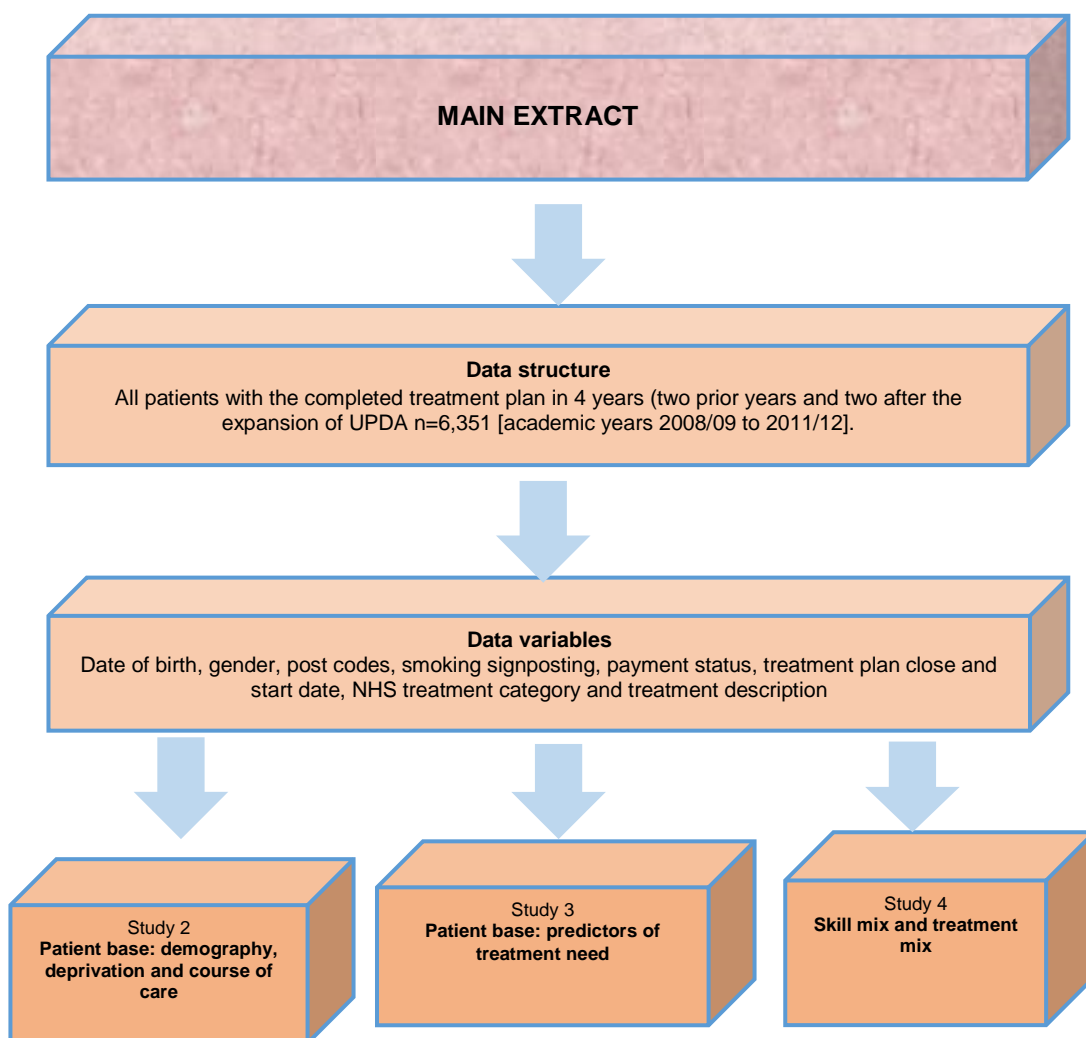 MAIN EXTRACT
Data structure
All patients with the completed treatment plan in 4 years (two prior years and two after the
expansion of UPDA n=6,351 [academic years 2008/09 to 2011/12].
Data variables
Date of birth, gender, post codes, smoking signposting, payment status, treatment plan close and
start date, NHS treatment category and treatment description
Study 2
Patient base: demography,
deprivation and course of
care
Study 3
Patient base: predictors of
treatment need
Study 4
Skill mix and treatment
mix